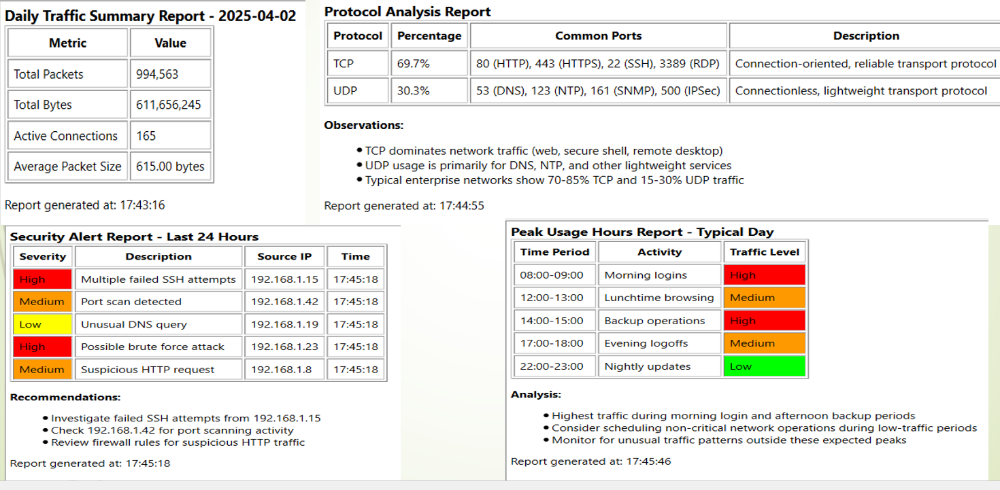 Daily Traffic Summary Report - 2025-04-02
Metric Value
Total Packets 994,563
Total Bytes 611,656,245
Active Connections 165
Average Packet Size 615.00 bytes
Report generated at: 17:43:16
Protocol Analysis Report
Protocol Percentage Common Ports Description
TCP 69.7% 80 (HTTP), 443 (HTTPS), 22 (SSH), 3389 (RDP) Connection-oriented, reliable transport protocol
UDP 30.3% 53 (DNS), 123 (NTP), 161 (SNMP), 500 (IPSec) Connectionless, lightweight transport protocol
Observations:
• TCP dominates network traffic (web, secure shell, remote desktop)
• UDP usage is primarily for DNS, NTP, and other lightweight services
• Typical enterprise networks show 70-85% TCP and 15-30% UDP traffic
Report generated at: 17:44:55
Security Alert Report - Last 24 Hours
Severity Description Source IP Time
High Multiple failed SSH attempts 192.168.1.15 17:45:18
Medium Port scan detected 192.168.1.42 17:45:18
Low Unusual DNS query 192.168.1.19 17:45:18
High Possible brute force attack 192.168.1.23 17:45:18
Medium Suspicious HTTP request 192.168.1.8 17:45:18
Recommendations:
• Investigate failed SSH attempts from 192.168.1.15
• Check 192.168.1.42 for port scanning activity
• Review firewall rules for suspicious HTTP traffic
Report generated at: 17:45:18
Peak Usage Hours Report - Typical Day
Time Period Activity Traffic Level
08:00-09:00 Morning logins High
12:00-13:00 Lunchtime browsing Medium
14:00-15:00 Backup operations High
17:00-18:00 Evening logoffs Medium
22:00-23:00 Nightly updates Low
Analysis:
• Highest traffic during morning login and afternoon backup periods
• Consider scheduling non-critical network operations during low-traffic periods
• Monitor for unusual traffic patterns outside these expected peaks
Report generated at: 17:45:46